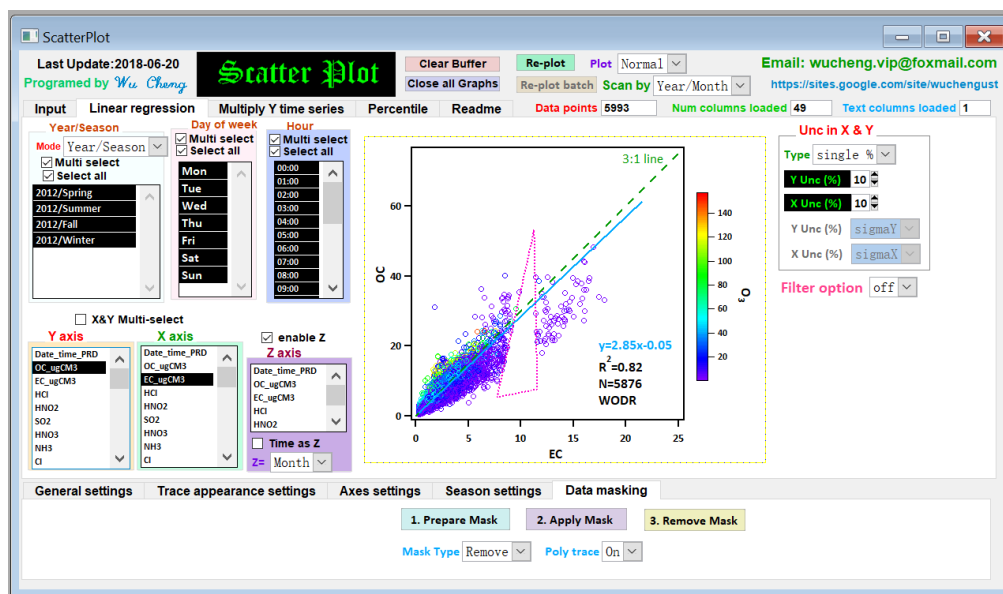 ScatterPlot
Last Update:2018-06-20
Programed by Wu Cheng
Scatter Plot
Clear Buffer
Close all Graphs
Re-plot
Plot Normal
Re-plot batch
Scan by Year/Month
Email: wucheng.vip@foxmail.com
https://sites.google.com/site/wuchengust
Input Linear regression Multiply Y time series Percentile Readme
Data points 5993 Num columns loaded 49 Text columns loaded 1
Year/Season
Mode Year/Season
Multi select
Select all
2012/Spring
2012/Summer
2012/Fall
2012/Winter
Day of week
Multi select
Select all
Mon
Tue
Wed
Thu
Fri
Sat
Sun
Hour
Multi select
Select all
00:00
01:00
02:00
03:00
04:00
05:00
06:00
07:00
08:00
09:00
X&Y Multi-select
Y axis
Date_time_PRD
OC_ugCM3
EC_ugCM3
HCl
HNO2
SO2
HNO3
NH3
Cl
X axis
Date_time_PRD
OC_ugCM3
EC_ugCM3
HCl
HNO2
SO2
HNO3
NH3
Cl
enable Z
Z axis
Date_time_PRD
OC_ugCM3
EC_ugCM3
HCl
HNO2
Time as Z
Z= Month
3:1 line
60
40
20
0
OC
0 5 10 15 20 25
EC
y=2.85x-0.05
R²=0.82
N=5876
WODR
140
120
100
80
60
40
20
O₃
Unc in X & Y
Type single %
Y Unc (%) 10
X Unc (%) 10
Y Unc (%) sigmaY
X Unc (%) sigmaX
Filter option off
General settings Trace appearance settings Axes settings Season settings Data masking
1. Prepare Mask 2. Apply Mask 3. Remove Mask
Mask Type Remove Poly trace On